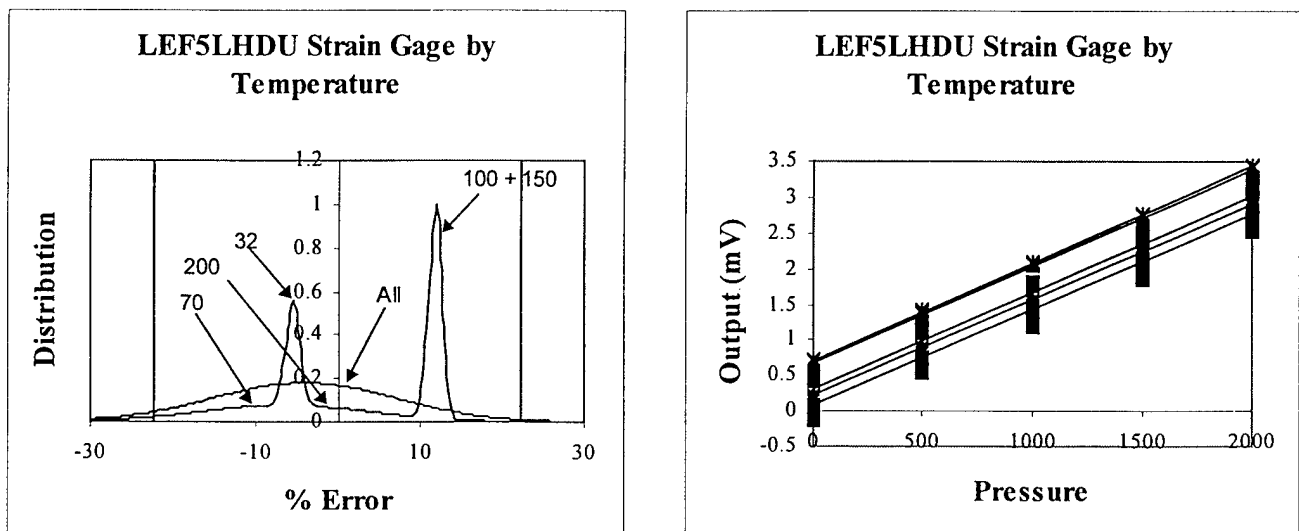 LEF5LHDU Strain Gage by
Temperature
1.2
1
0.8
0.6
0.4
0.2
0
100 + 150
32
200
70
All
Distribution
-30
-10
10
30
% Error
LEF5LHDU Strain Gage by
Temperature
3.5
3
2.5
2
1.5
1
0.5
0
-0.5
Output (mV)
0
500
1000
1500
2000
Pressure